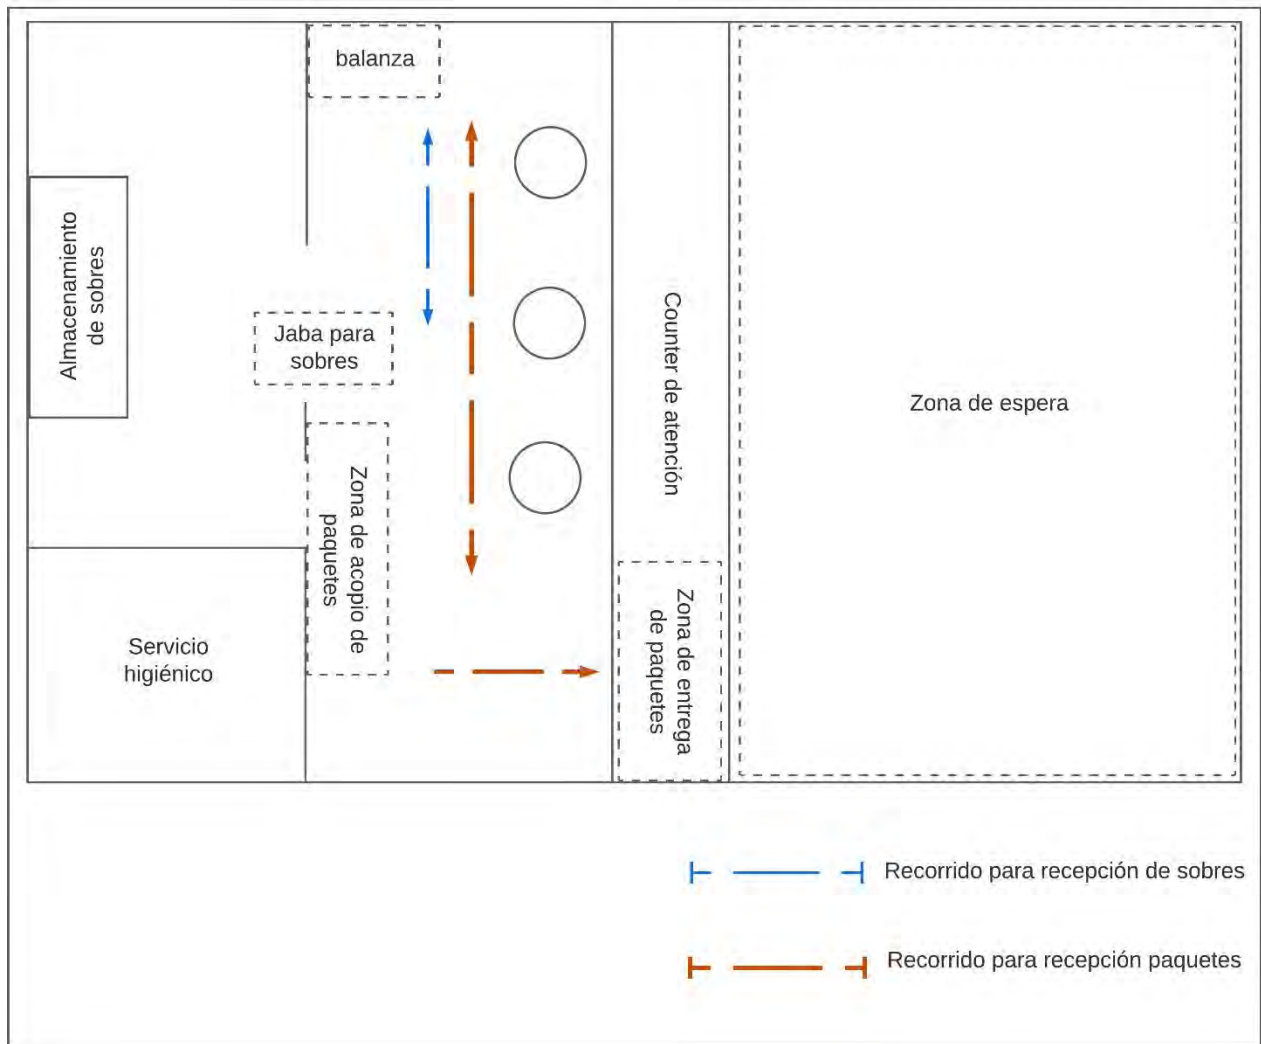 balanza
Almacenamiento
de sobres
Jaba para
sobres
Zona de acopio de
paquetes
Servicio
higiénico
Counter de atención
Zona de entrega
de paquetes
Zona de espera
Recorrido para recepción de sobres
Recorrido para recepción paquetes